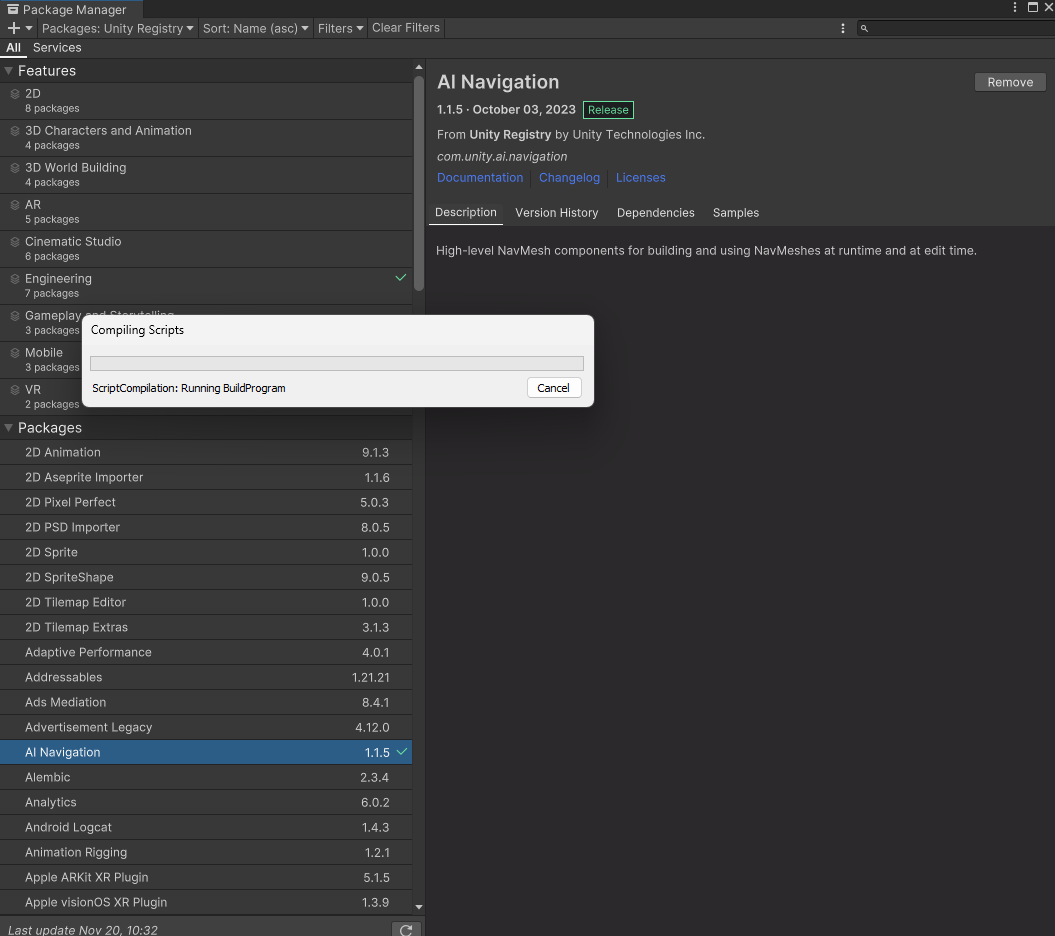 Package Manager
Packages: Unity Registry Sort: Name (asc) Filters Clear Filters
All Services
Features
2D
8 packages
3D Characters and Animation
4 packages
3D World Building
4 packages
AR
5 packages
Cinematic Studio
6 packages
Engineering
7 packages
Gameplay and Storytelling
3 packages
Mobile
3 packages
VR
2 packages
Packages
2D Animation 9.1.3
2D Aseprite Importer 1.1.6
2D Pixel Perfect 5.0.3
2D PSD Importer 8.0.5
2D Sprite 1.0.0
2D SpriteShape 9.0.5
2D Tilemap Editor 1.0.0
2D Tilemap Extras 3.1.3
Adaptive Performance 4.0.1
Addressables 1.21.21
Ads Mediation 8.4.1
Advertisement Legacy 4.12.0
AI Navigation 1.1.5
Alembic 2.3.4
Analytics 6.0.2
Android Logcat 1.4.3
Animation Rigging 1.2.1
Apple ARKit XR Plugin 5.1.5
Apple visionOS XR Plugin 1.3.9
Last update Nov 20, 10:32
AI Navigation
Remove
1.1.5 · October 03, 2023 Release
From Unity Registry by Unity Technologies Inc.
com.unity.ai.navigation
Documentation Changelog Licenses
Description Version History Dependencies Samples
High-level NavMesh components for building and using NavMeshes at runtime and at edit time.
Compiling Scripts
ScriptCompilation: Running BuildProgram
Cancel